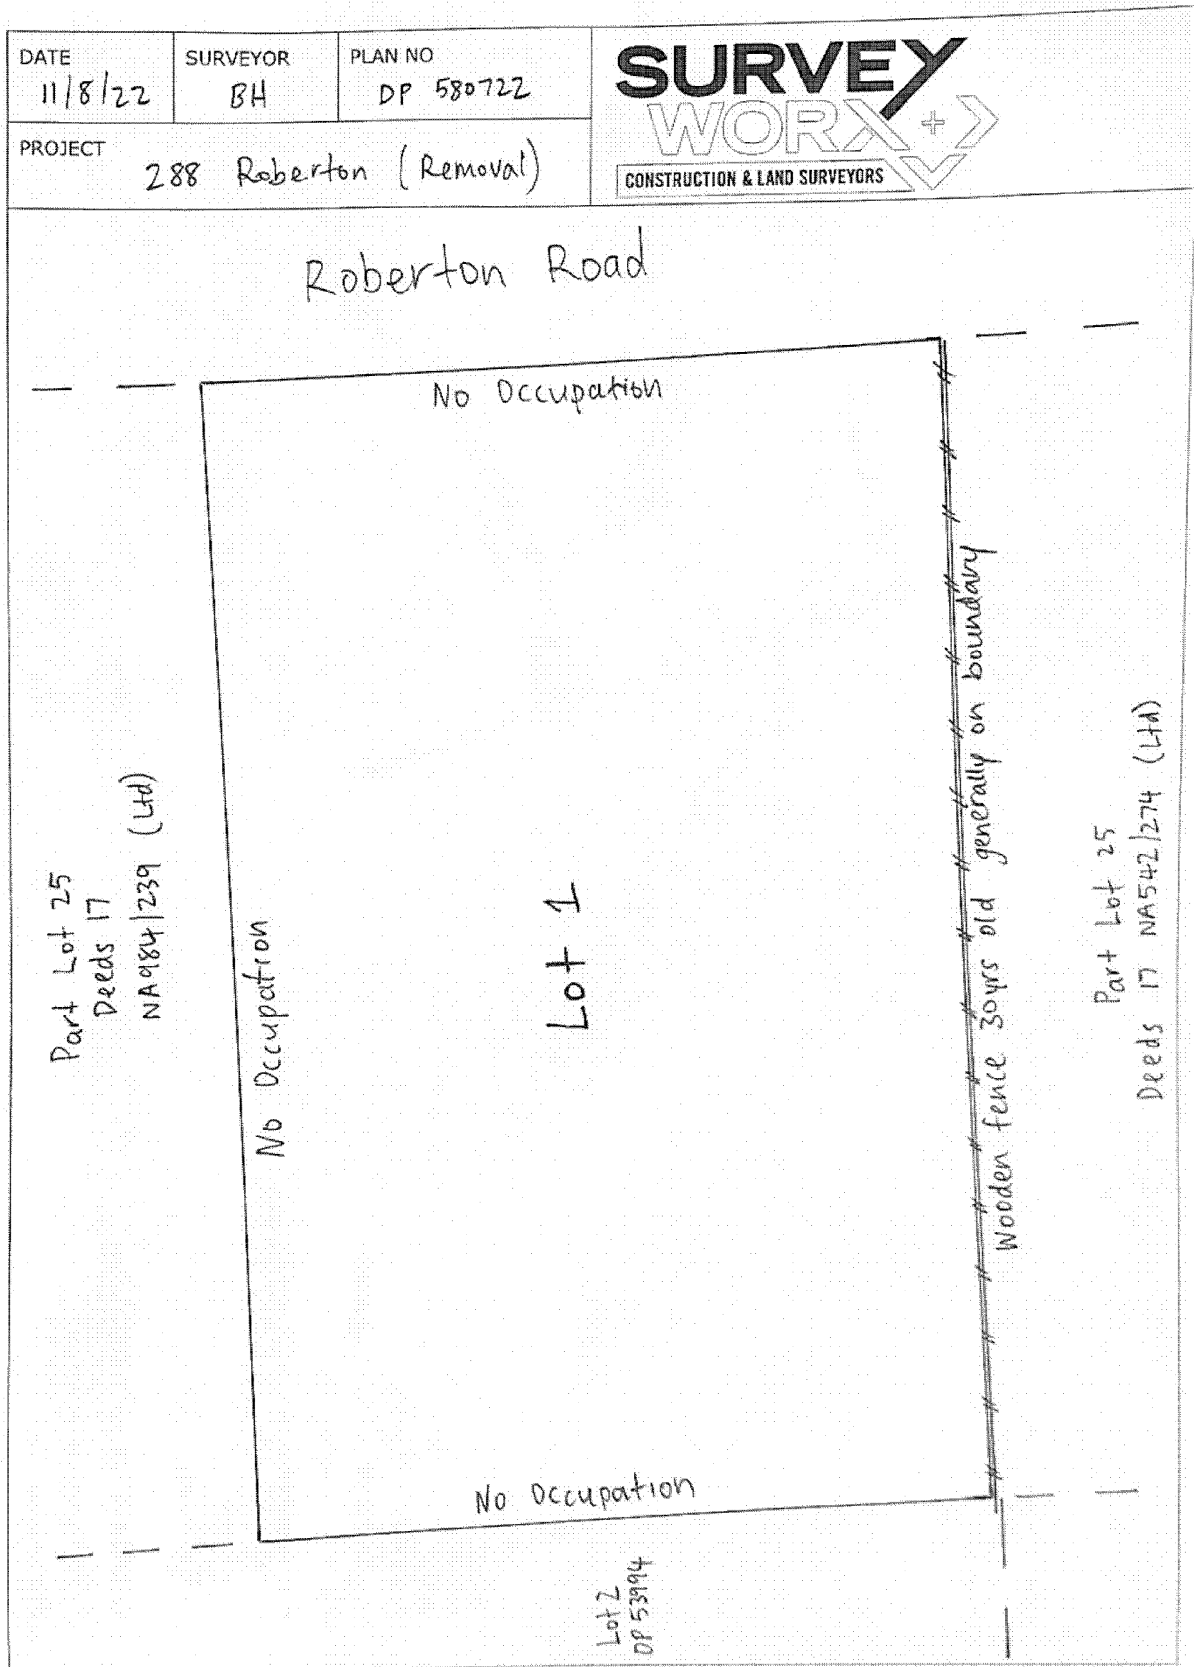 DATE
11/8/22
SURVEYOR
BH
PLAN NO
DP 580722
PROJECT
288 Roberton (Removal)
SURVEY
WORX
CONSTRUCTION & LAND SURVEYORS
Roberton Road
No Occupation
Part Lot 25
Deeds 17
NA984/239 (Ltd)
No Occupation
Lot 1
Wooden fence 30yrs old generally on boundary
Part Lot 25
Deeds 17 NA542/274 (Ltd)
No Occupation
Lot 2
DP 53994